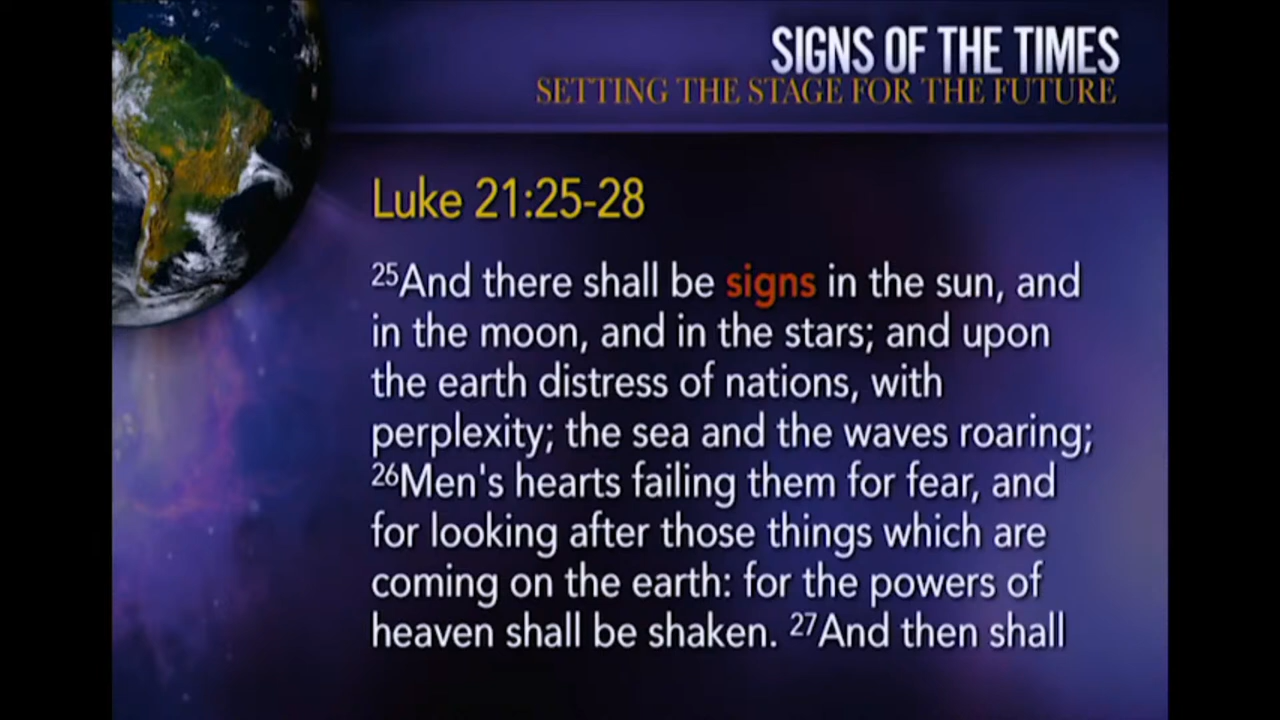 SIGNS OF THE TIMES
SETTING THE STAGE FOR THE FUTURE
Luke 21:25-28
25And there shall be signs in the sun, and
in the moon, and in the stars; and upon
the earth distress of nations, with
perplexity; the sea and the waves roaring;
26Men's hearts failing them for fear, and
for looking after those things which are
coming on the earth: for the powers of
heaven shall be shaken. 27And then shall